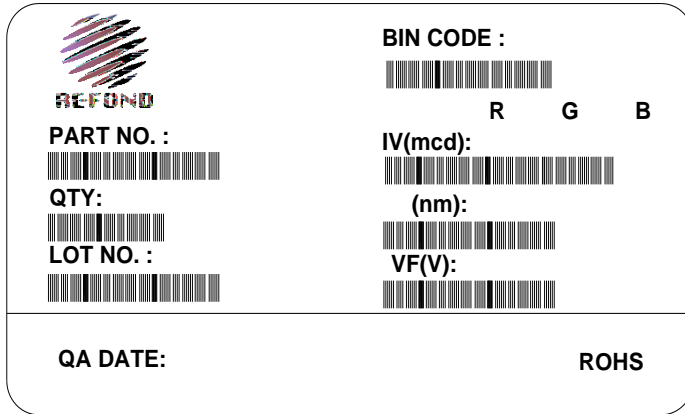 REFOND
BIN CODE :
R G B
PART NO. :
IV(mcd):
QTY:
(nm):
LOT NO. :
VF(V):
QA DATE:
ROHS